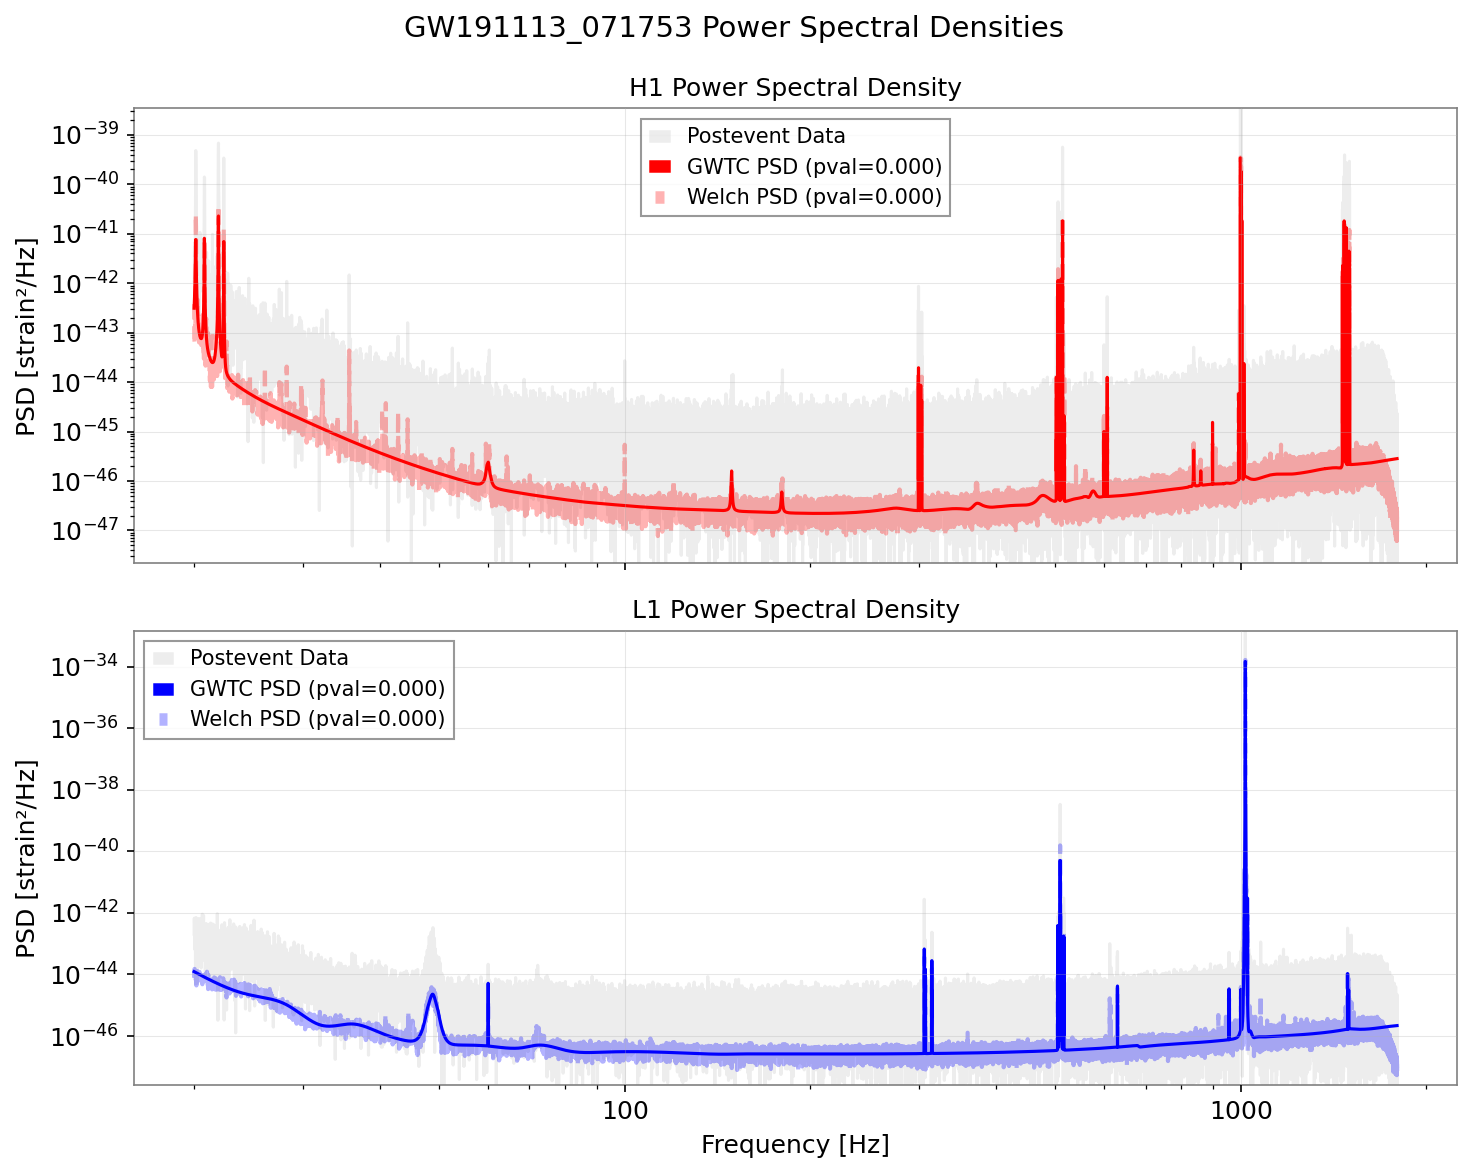 GW191113_071753 Power Spectral Densities
H1 Power Spectral Density
PSD [strain²/Hz]
10⁻³⁹
10⁻⁴⁰
10⁻⁴¹
10⁻⁴²
10⁻⁴³
10⁻⁴⁴
10⁻⁴⁵
10⁻⁴⁶
10⁻⁴⁷
Postevent Data
GWTC PSD (pval=0.000)
Welch PSD (pval=0.000)
L1 Power Spectral Density
PSD [strain²/Hz]
10⁻³⁴
10⁻³⁶
10⁻³⁸
10⁻⁴⁰
10⁻⁴²
10⁻⁴⁴
10⁻⁴⁶
Postevent Data
GWTC PSD (pval=0.000)
Welch PSD (pval=0.000)
100
1000
Frequency [Hz]